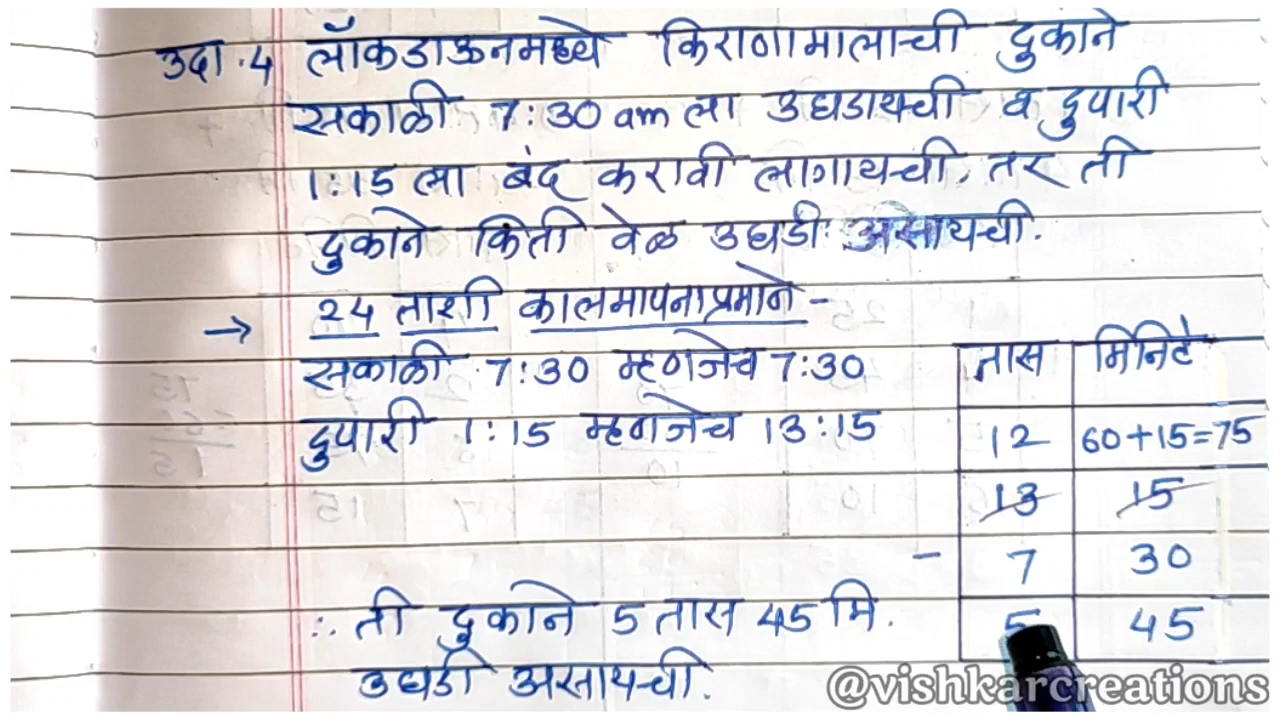 उदा.4 लॉकडाऊनमध्ये किराणामालाची दुकाने
सकाळी 7:30 am ला उघडायची व दुपारी
1:15 ला बंद करावी लागायची, तर ती
दुकाने किती वेळ उघडी असायची.
→ 24 ताशी कालमापनाप्रमाने -
सकाळी 7:30 म्हणजेच 7:30
दुपारी 1:15 म्हणजेच 13:15
तास मिनिटे
12 60+15=75
13 15
- 7 30
5 45
∴ ती दुकाने 5 तास 45 मि.
उघडी असायची.
@vishkarcreations